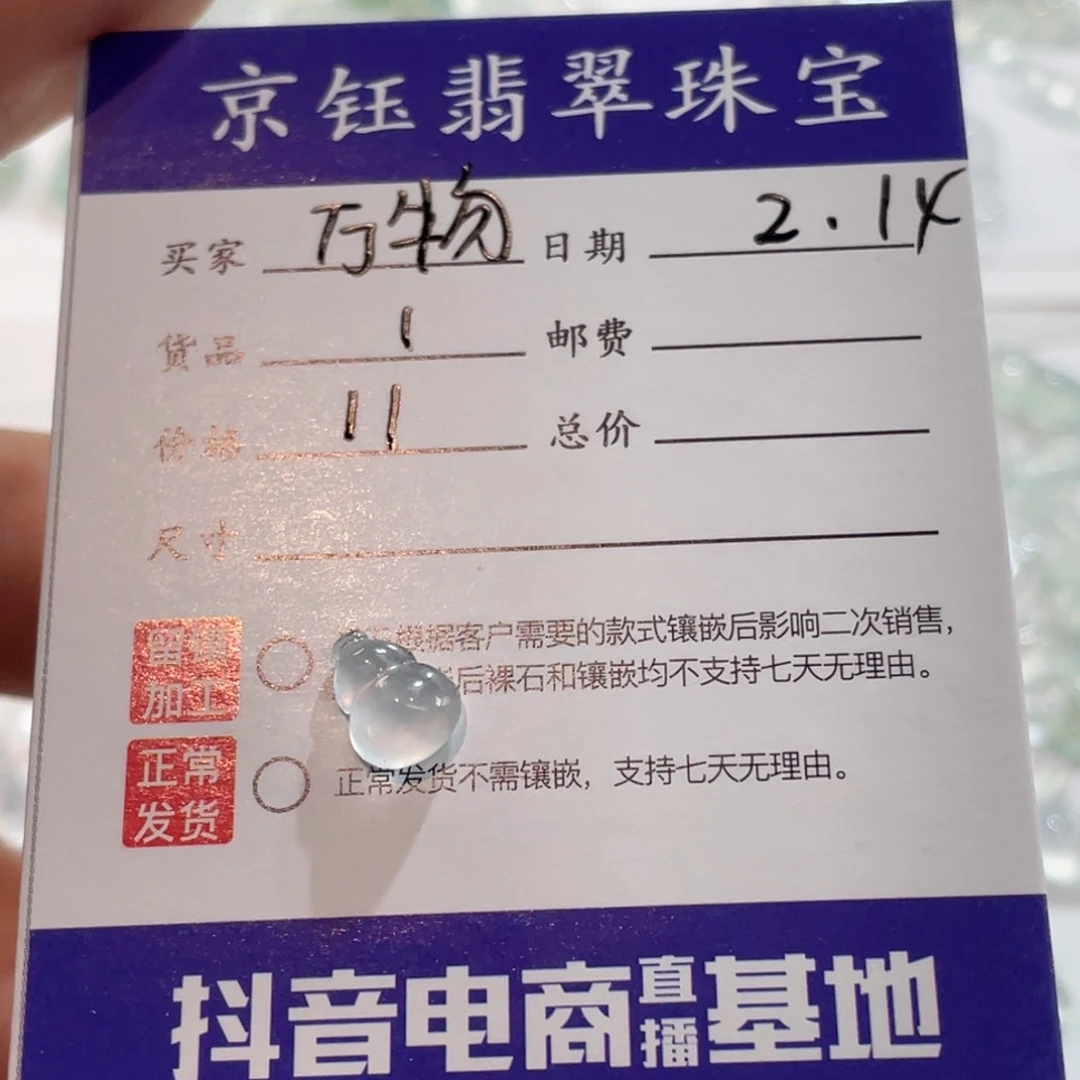 京钰翡翠珠宝
买家 万物 日期 2.14
货品 1 邮费
价格 11 总价
尺寸
加工
根据客户需要的款式镶嵌后影响二次销售,
后裸石和镶嵌均不支持七天无理由。
正常
发货
正常发货不需镶嵌,支持七天无理由。
抖音电商直播基地